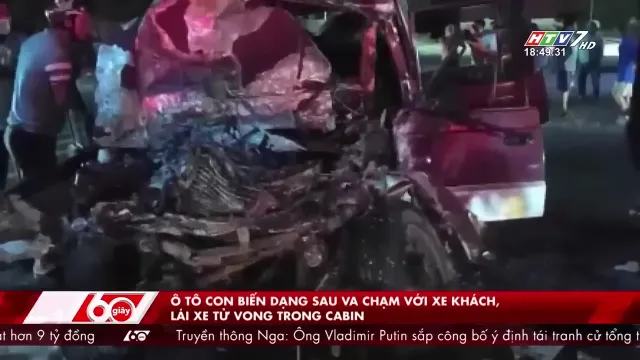 HTV7 HD
18:49:31
60 giây
Ô TÔ CON BIẾN DẠNG SAU VA CHẠM VỚI XE KHÁCH,
LÁI XE TỬ VONG TRONG CABIN
hơn 9 tỷ đồng Truyền thông Nga: Ông Vladimir Putin sắp công bố ý định tái tranh cử tổng